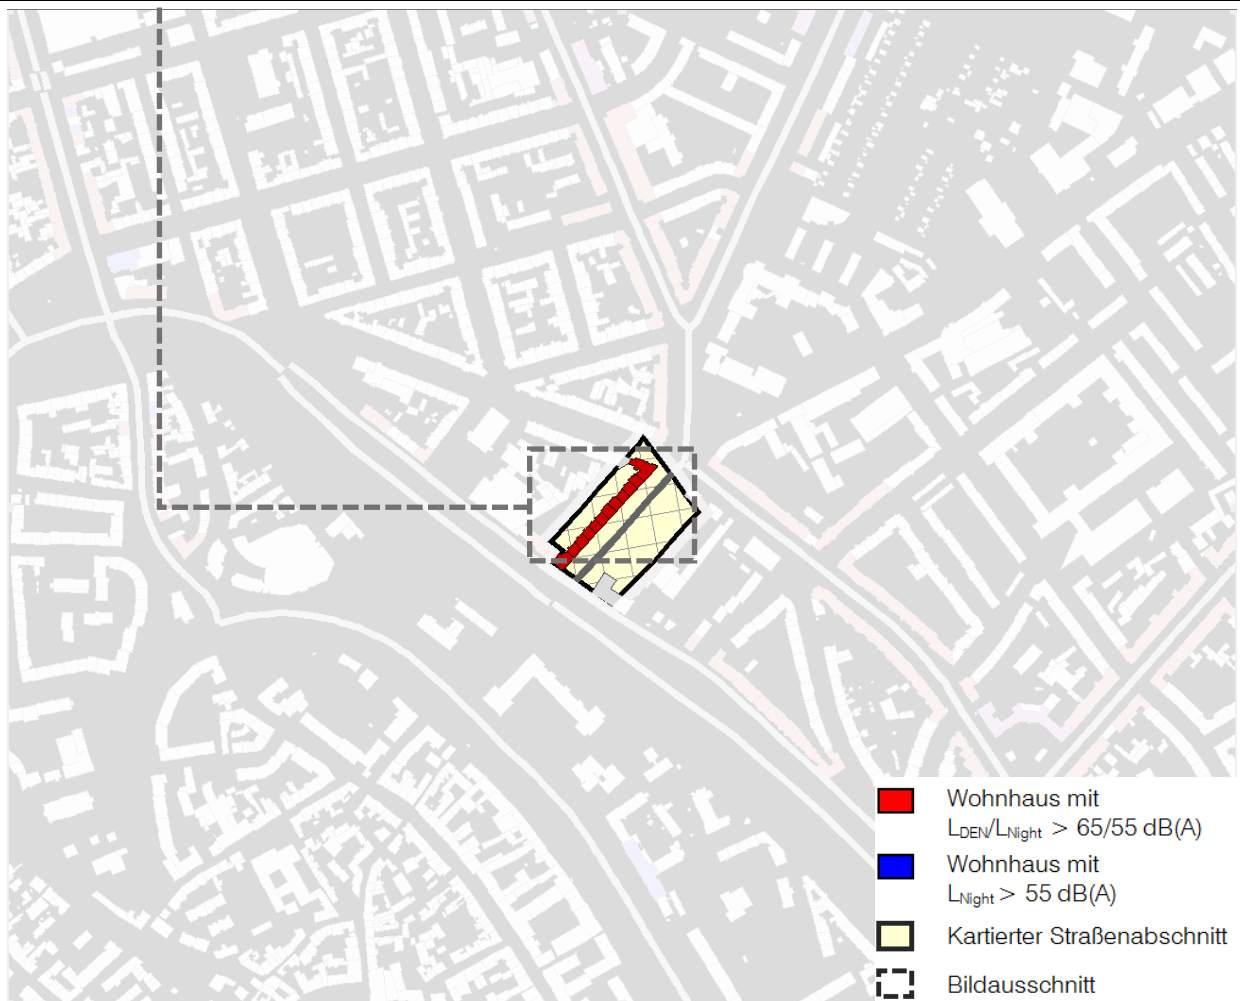 Wohnhaus mit
LDEN/LNight > 65/55 dB(A)
Wohnhaus mit
LNight > 55 dB(A)
Kartierter Straßenabschnitt
Bildausschnitt